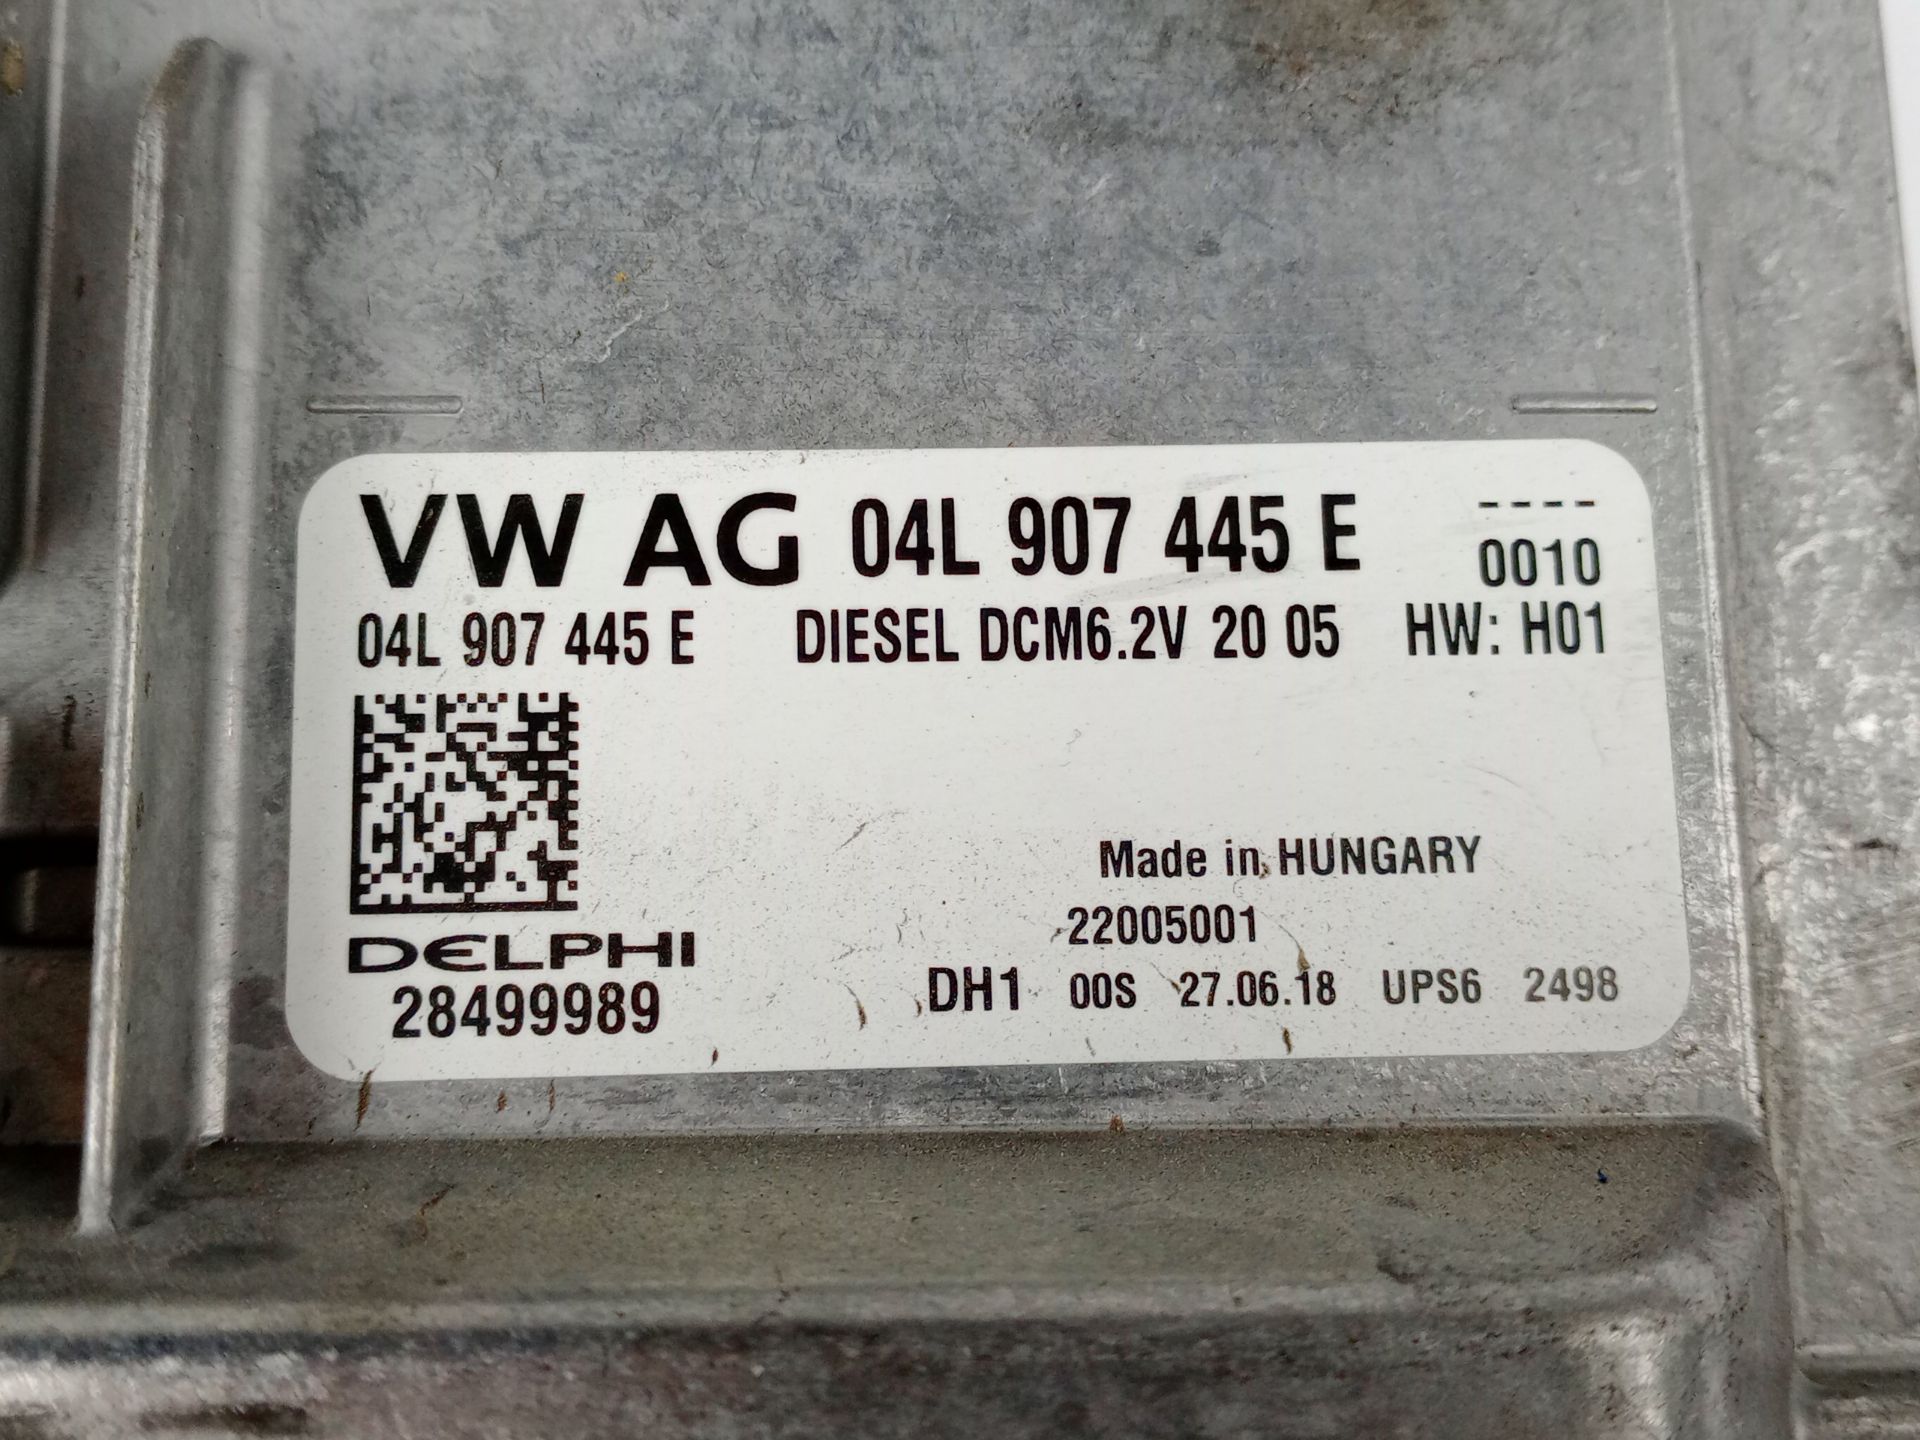 VW AG 04L 907 445 E ----
0010
04L 907 445 E DIESEL DCM6.2V 20 05 HW: H01
Made in HUNGARY
22005001
DELPHI
28499989
DH1 00S 27.06.18 UPS6 2498